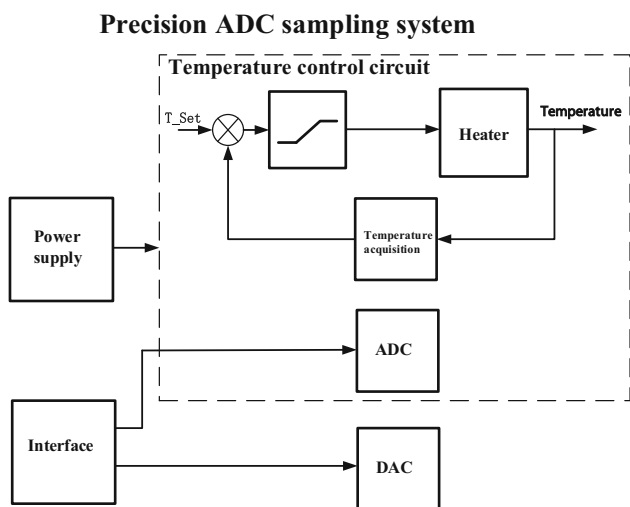 Precision ADC sampling system
Temperature control circuit
T_Set
Heater
Temperature
Temperature
acquisition
Power
supply
ADC
Interface
DAC